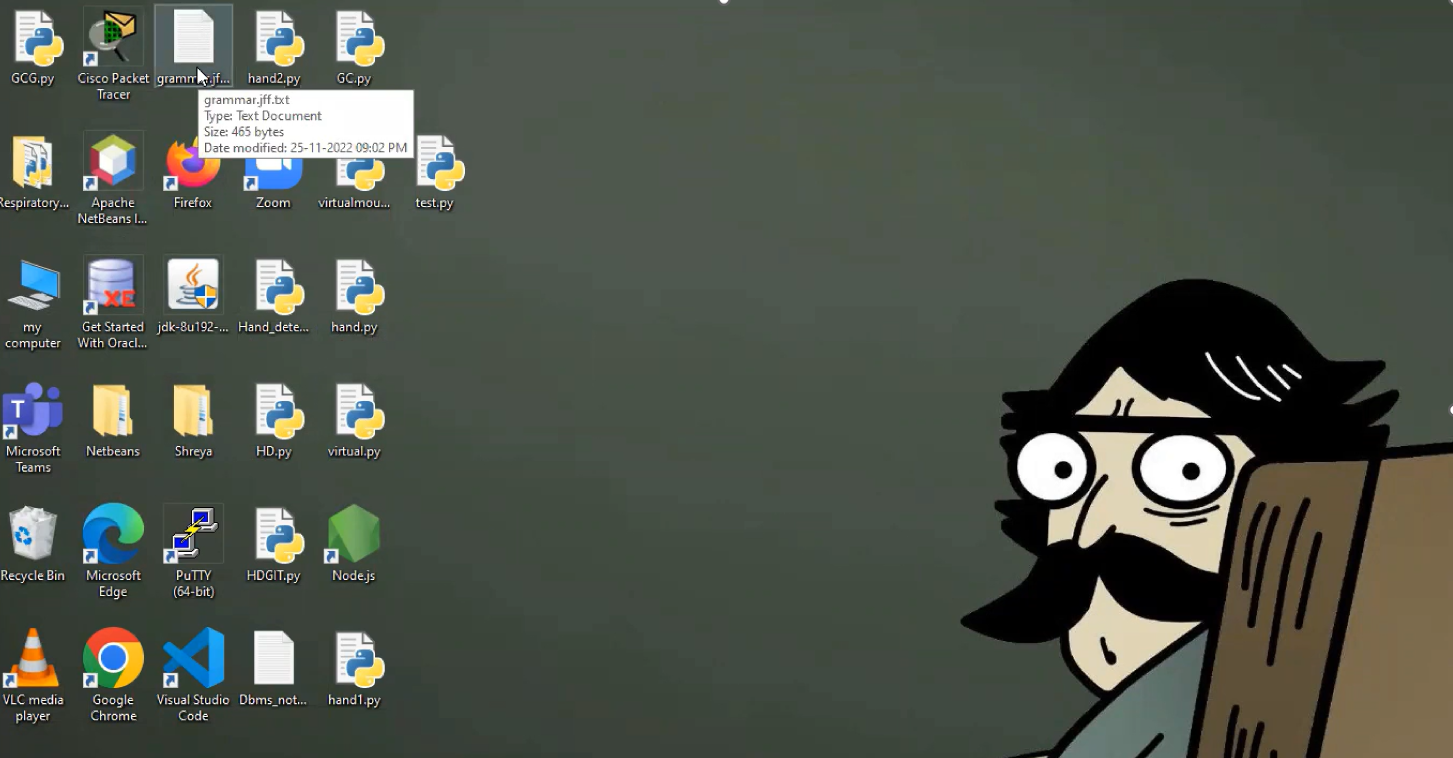 GCG.py
Cisco Packet
Tracer
grammar.jf...
hand2.py
GC.py
grammar.jff.txt
Type: Text Document
Size: 465 bytes
Date modified: 25-11-2022 09:02 PM
Respiratory...
Apache
NetBeans I...
Firefox
Zoom
virtualmou...
test.py
my
computer
XE
Get Started
With Oracl...
jdk-8u192-...
Hand_dete...
hand.py
T
Microsoft
Teams
Netbeans
Shreya
HD.py
virtual.py
Recycle Bin
Microsoft
Edge
PuTTY
(64-bit)
HDGIT.py
Node.js
VLC media
player
Google
Chrome
Visual Studio
Code
Dbms_not...
hand1.py